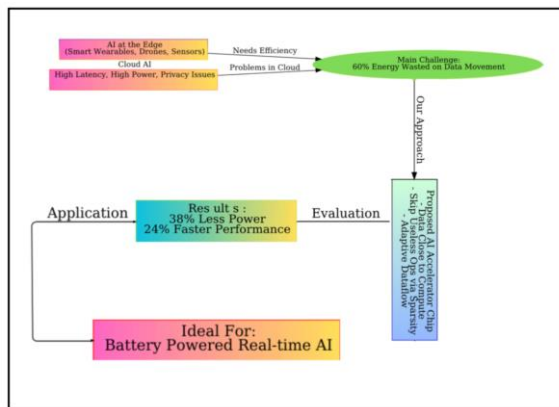 AI at the Edge
(Smart Wearables, Drones, Sensors)
Needs Efficiency
Cloud AI
High Latency, High Power, Privacy Issues
Problems in Cloud
Main Challenge:
60% Energy Wasted on Data Movement
Our Approach
Proposed AI Accelerator Chip
- Data Close to Compute
- Skip Useless Ops via Sparsity
- Adaptive Dataflow
Evaluation
Res ult s :
38% Less Power
24% Faster Performance
Application
Ideal For:
Battery Powered Real-time AI